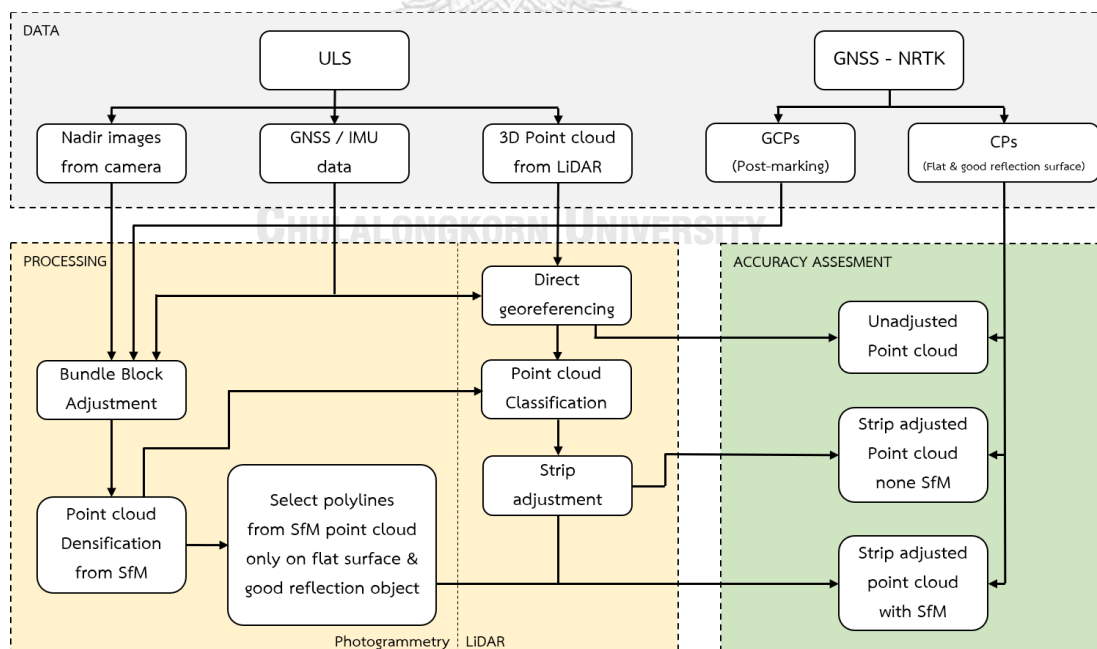 DATA
ULS
GNSS - NRTK
Nadir images
from camera
GNSS / IMU
data
3D Point cloud
from LiDAR
GCPs
(Post-marking)
CPs
(Flat & good reflection surface)
CHULALONGKORN UNIVERSITY
PROCESSING
ACCURACY ASSESMENT
Direct
georeferencing
Unadjusted
Point cloud
Bundle Block
Adjustment
Point cloud
Classification
Strip adjusted
Point cloud
none SfM
Strip
adjustment
Select polylines
from SfM point cloud
only on flat surface &
good reflection object
Point cloud
Densification
from SfM
Strip adjusted
point cloud
with SfM
Photogrammetry
LiDAR